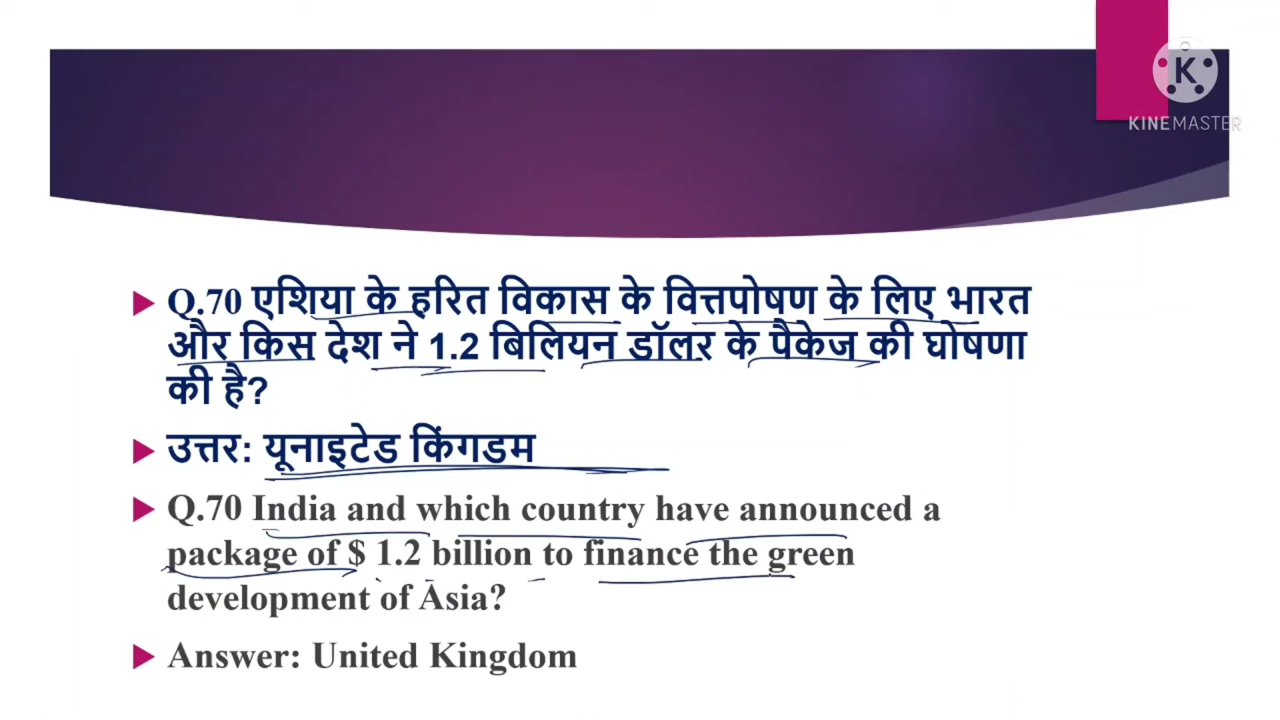 K
KINEMASTER
Q.70 एशिया के हरित विकास के वित्तपोषण के लिए भारत
और किस देश ने 1.2 बिलियन डॉलर के पैकेज की घोषणा
की है?
उत्तर: यूनाइटेड किंगडम
Q.70 India and which country have announced a
package of $ 1.2 billion to finance the green
development of Asia?
Answer: United Kingdom